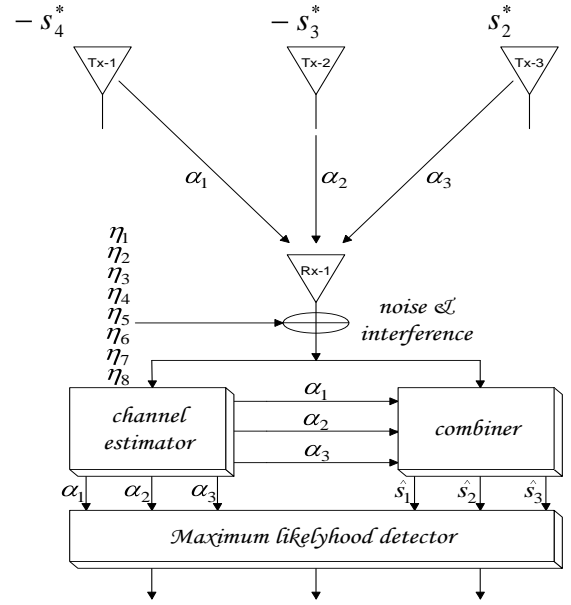 − s₄* − s₃* s₂*
Tx-1 Tx-2 Tx-3
α₁ α₂ α₃
η₁
η₂
η₃
η₄
η₅
η₆
η₇
η₈
Rx-1
noise &
interference
channel
estimator
α₁
α₂
α₃
combiner
α₁ α₂ α₃ ŝ₁ ŝ₂ ŝ₃
Maximum likelyhood detector